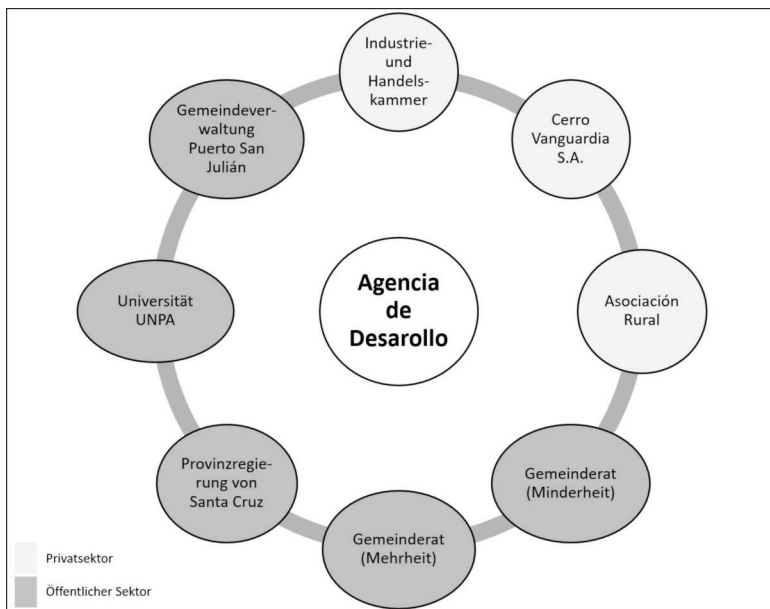 Industrie-
und
Handels-
kammer
Cerro
Vanguardia
S.A.
Asociación
Rural
Gemeinderat
(Minderheit)
Gemeinderat
(Mehrheit)
Provinzregie-
rung von
Santa Cruz
Universität
UNPA
Gemeindever-
waltung
Puerto San
Julián
Agencia
de
Desarollo
Privatsektor
Öffentlicher Sektor